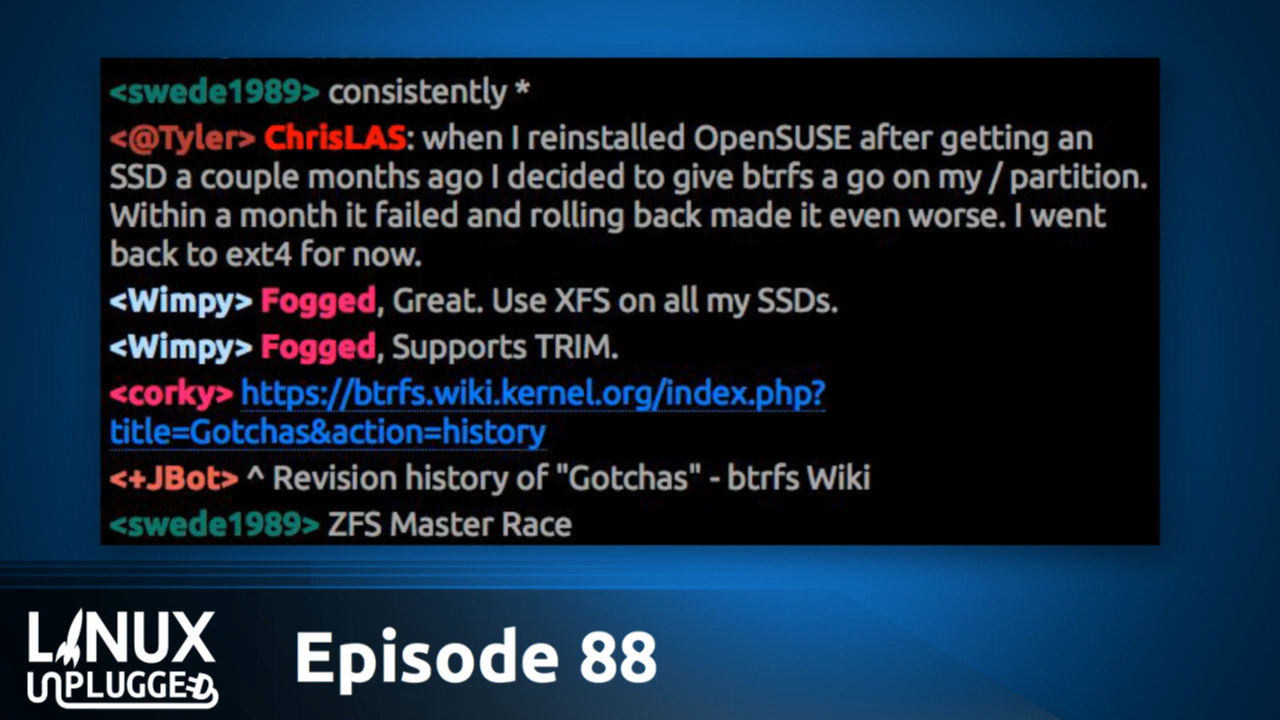 <swede1989> consistently *
<@Tyler> ChrisLAS: when I reinstalled OpenSUSE after getting an
SSD a couple months ago I decided to give btrfs a go on my / partition.
Within a month it failed and rolling back made it even worse. I went
back to ext4 for now.
<Wimpy> Fogged, Great. Use XFS on all my SSDs.
<Wimpy> Fogged, Supports TRIM.
<corky> https://btrfs.wiki.kernel.org/index.php?
title=Gotchas&action=history
<+JBot> ^ Revision history of "Gotchas" - btrfs Wiki
<swede1989> ZFS Master Race
LINUX
UNPLUGGED
Episode 88